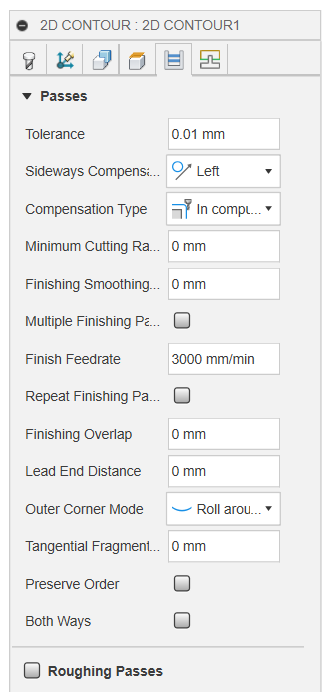 2D CONTOUR : 2D CONTOUR1
Passes
Tolerance 0.01 mm
Sideways Compensa... Left
Compensation Type In compu...
Minimum Cutting Ra... 0 mm
Finishing Smoothing... 0 mm
Multiple Finishing Pa...
Finish Feedrate 3000 mm/min
Repeat Finishing Pa...
Finishing Overlap 0 mm
Lead End Distance 0 mm
Outer Corner Mode Roll arou...
Tangential Fragment... 0 mm
Preserve Order
Both Ways
Roughing Passes